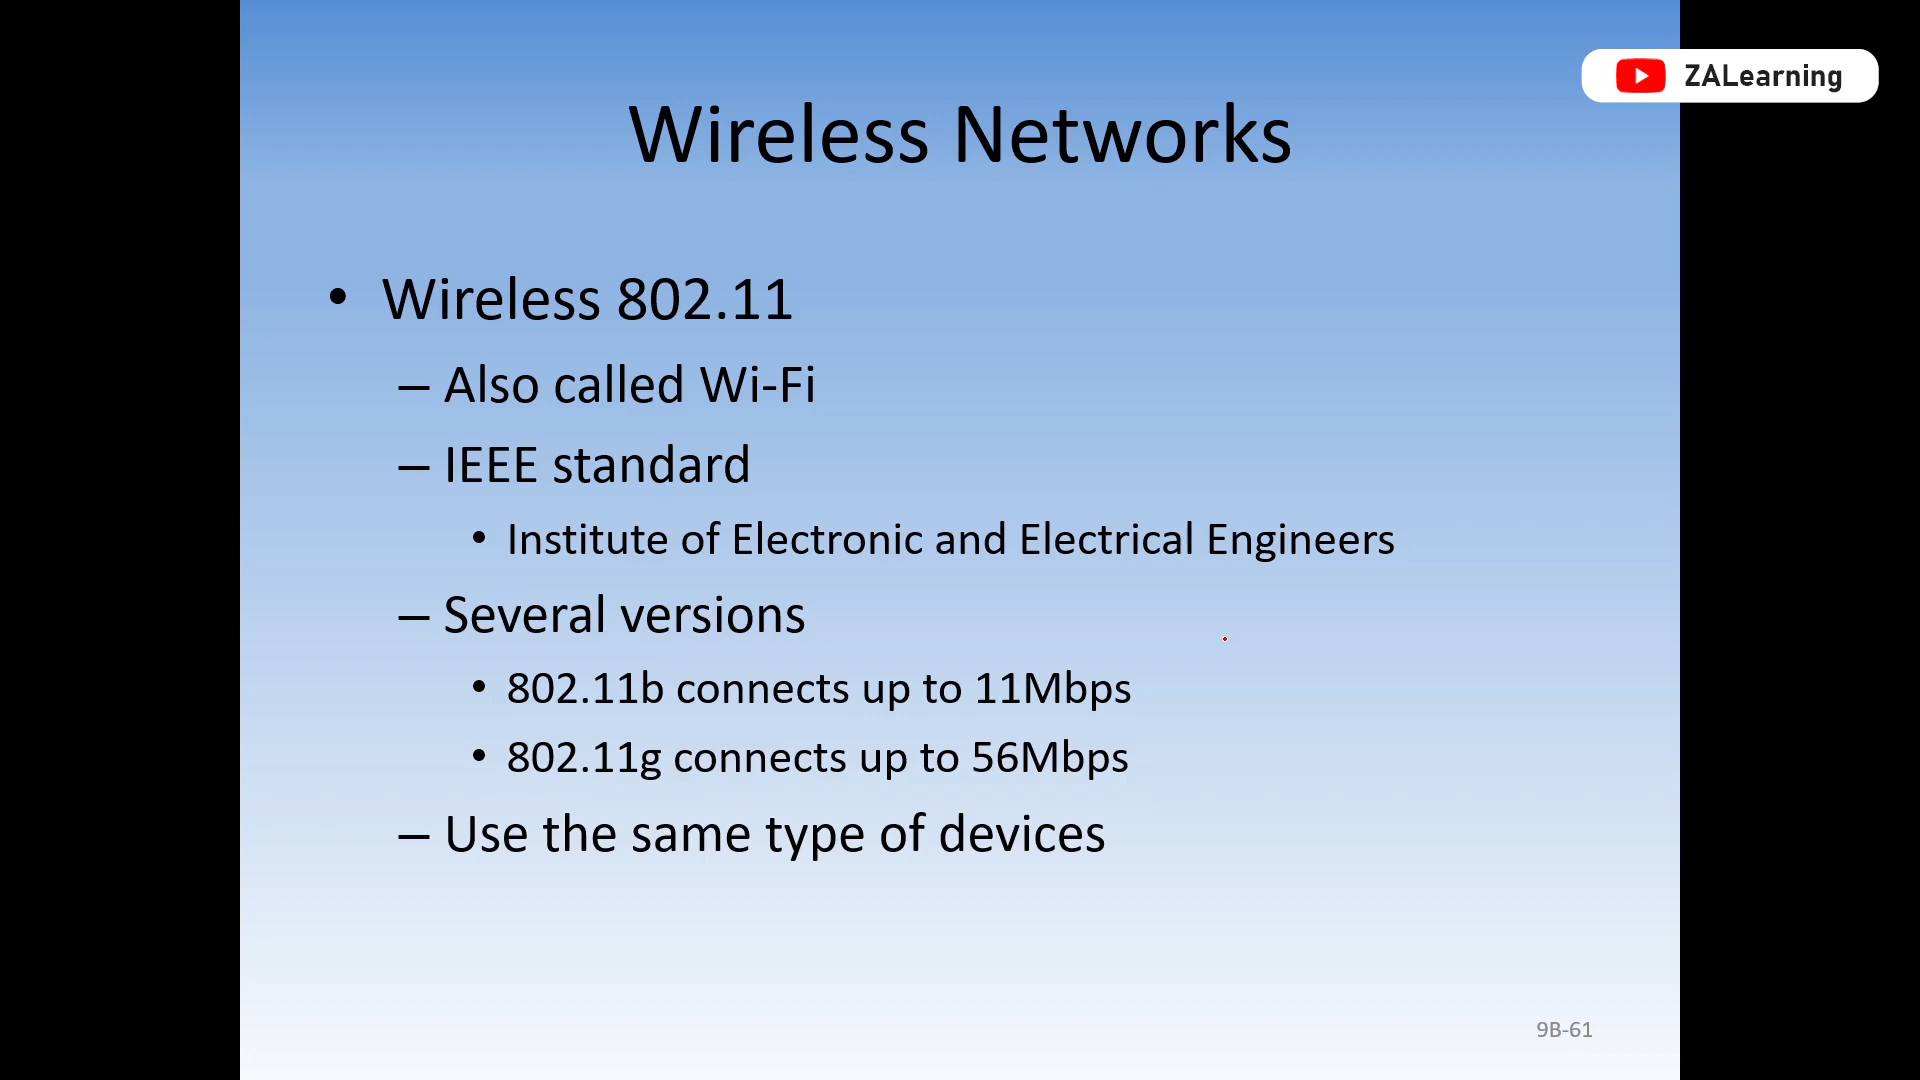 ZALearning
Wireless Networks
• Wireless 802.11
– Also called Wi-Fi
– IEEE standard
• Institute of Electronic and Electrical Engineers
– Several versions
• 802.11b connects up to 11Mbps
• 802.11g connects up to 56Mbps
– Use the same type of devices
9B-61